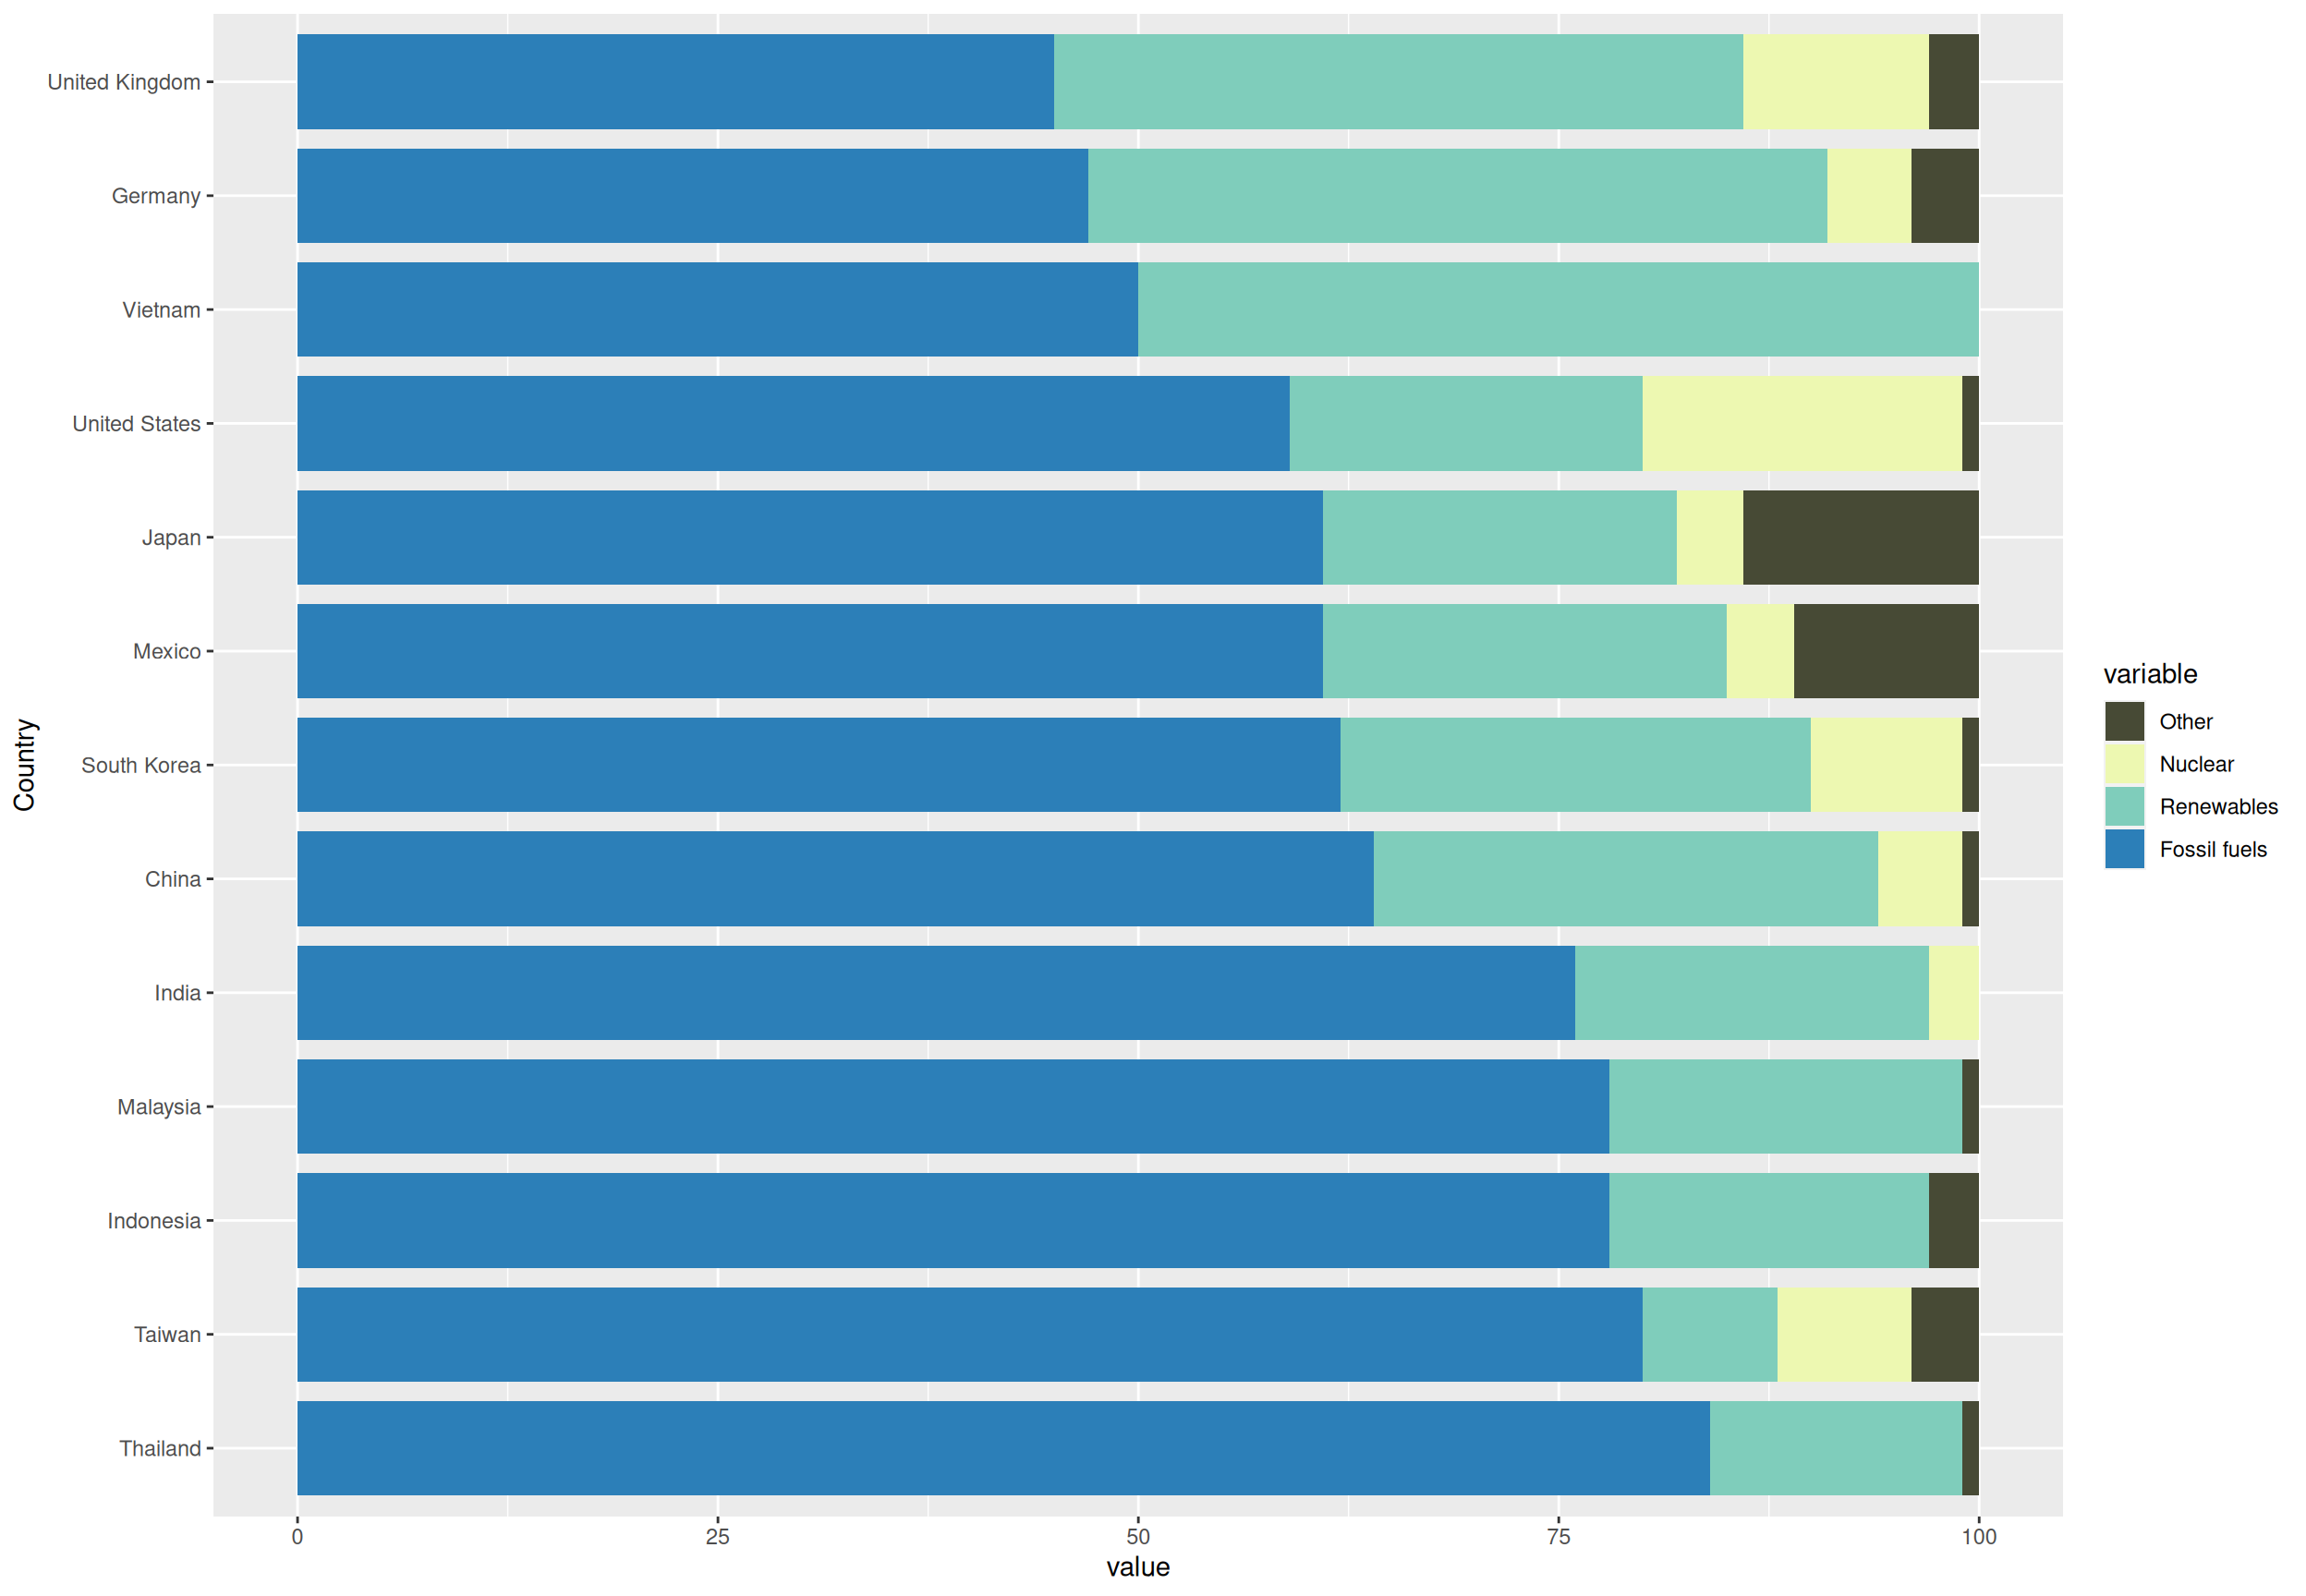 United Kingdom
Germany
Vietnam
United States
Japan
Mexico
South Korea
China
India
Malaysia
Indonesia
Taiwan
Thailand
Country
0 25 50 75 100
value
variable
Other
Nuclear
Renewables
Fossil fuels